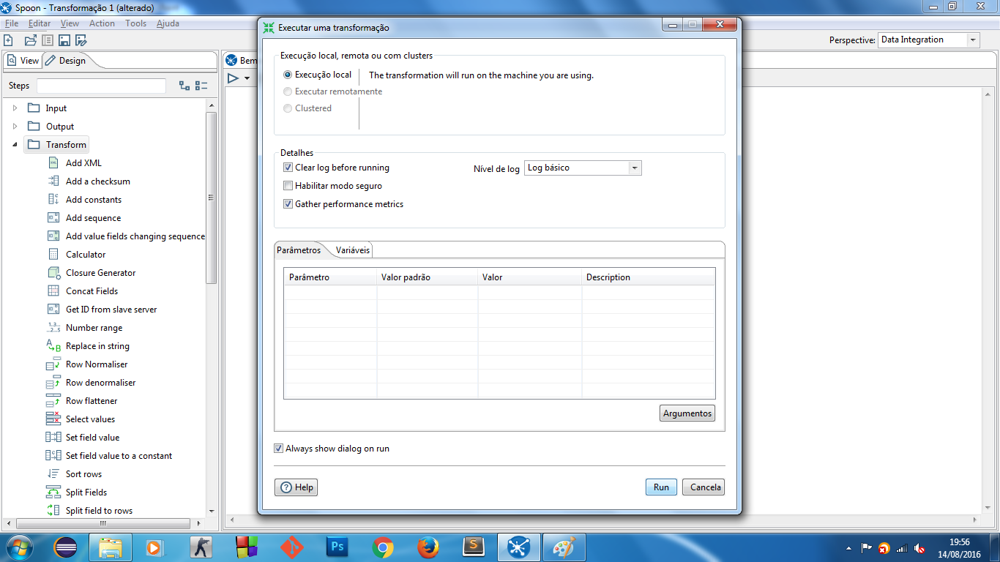 Spoon - Transformação 1 (alterado)
File Editar View Action Tools Ajuda
Perspective: Data Integration
View Design
Steps
Input
Output
Transform
Add XML
Add a checksum
Add constants
Add sequence
Add value fields changing sequence
Calculator
Closure Generator
Concat Fields
Get ID from slave server
Number range
Replace in string
Row Normaliser
Row denormaliser
Row flattener
Select values
Set field value
Set field value to a constant
Sort rows
Split Fields
Split field to rows
Bem
Executar uma transformação
Execução local, remota ou com clusters
Execução local
The transformation will run on the machine you are using.
Executar remotamente
Clustered
Detalhes
Clear log before running
Nível de log Log básico
Habilitar modo seguro
Gather performance metrics
Parâmetros Variáveis
Parâmetro Valor padrão Valor Description
Argumentos
Always show dialog on run
Help Run Cancela
Ps
19:56
14/08/2016